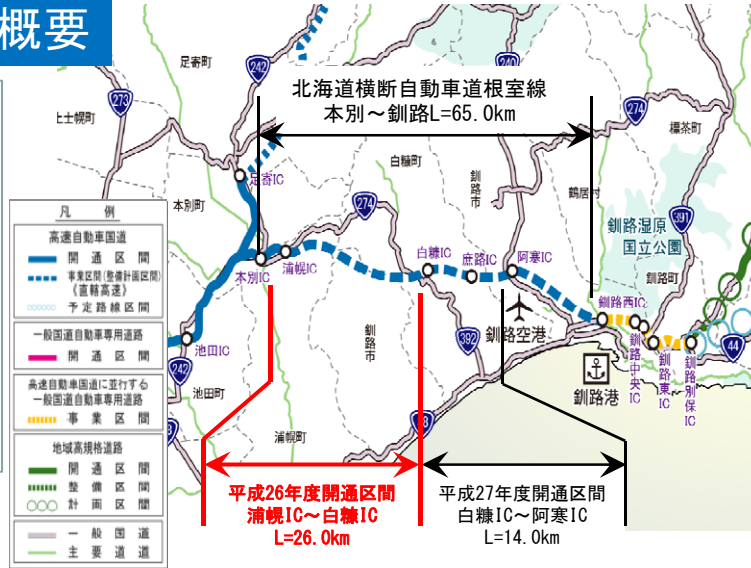 概要
足寄町
242
240
273
上士幌町
北海道横断自動車道根室線
本別～釧路L=65.0km
274
標茶町
白糠町
足寄IC
釧路市
鶴居村
本別町
274
391
釧路湿原
国立公園
本別IC
浦幌IC
白糠IC
庶路IC
阿寒IC
釧路町
釧路空港
釧路西IC
釧路中央IC
釧路東IC
釧路別保IC
44
池田IC
釧路市
392
242
池田町
釧路港
浦幌町
平成26年度開通区間
浦幌IC～白糠IC
L=26.0km
平成27年度開通区間
白糠IC～阿寒IC
L=14.0km
凡例
高速自動車国道
開通区間
事業区間(整備計画区間)
《直轄高速》
予定路線区間
一般国道自動車専用道路
開通区間
高速自動車国道に並行する
一般国道自動車専用道路
事業区間
地域高規格道路
開通区間
整備区間
計画区間
一般国道
主要道道